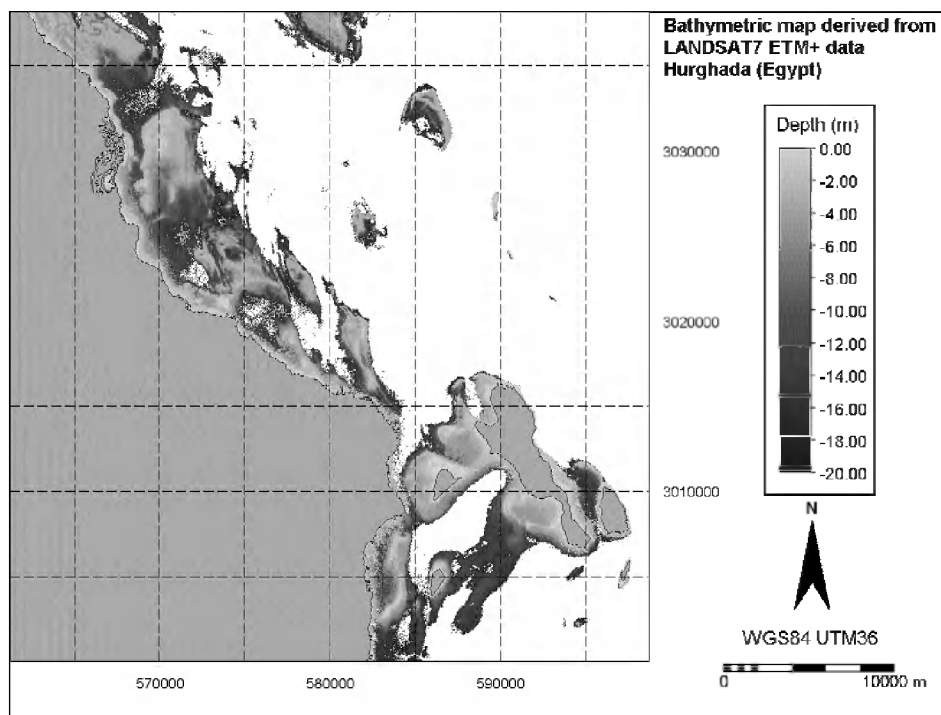 Bathymetric map derived from
LANDSAT7 ETM+ data
Hurghada (Egypt)
Depth (m)
0.00
-2.00
-4.00
-6.00
-8.00
-10.00
-12.00
-14.00
-16.00
-18.00
-20.00
3030000
3020000
3010000
N
WGS84 UTM36
0 10000 m
570000 580000 590000